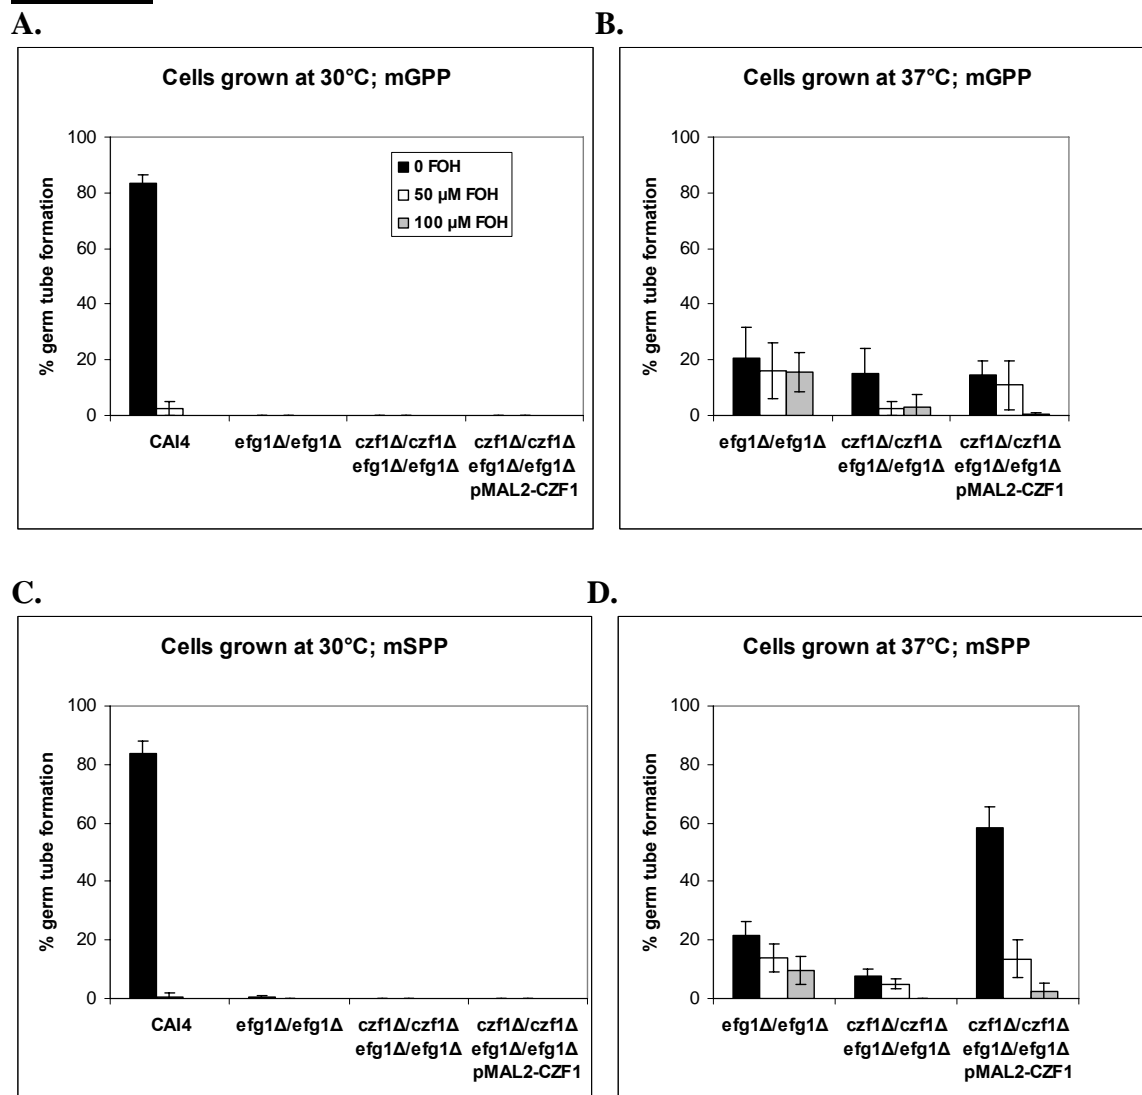 A.
Cells grown at 30°C; mGPP
% germ tube formation
100
80
60
40
20
0
0 FOH
50 µM FOH
100 µM FOH
CAI4
efg1Δ/efg1Δ
czf1Δ/czf1Δ
efg1Δ/efg1Δ
czf1Δ/czf1Δ
efg1Δ/efg1Δ
pMAL2-CZF1
B.
Cells grown at 37°C; mGPP
% germ tube formation
100
80
60
40
20
0
efg1Δ/efg1Δ
czf1Δ/czf1Δ
efg1Δ/efg1Δ
czf1Δ/czf1Δ
efg1Δ/efg1Δ
pMAL2-CZF1
C.
Cells grown at 30°C; mSPP
% germ tube formation
100
80
60
40
20
0
CAI4
efg1Δ/efg1Δ
czf1Δ/czf1Δ
efg1Δ/efg1Δ
czf1Δ/czf1Δ
efg1Δ/efg1Δ
pMAL2-CZF1
D.
Cells grown at 37°C; mSPP
% germ tube formation
100
80
60
40
20
0
efg1Δ/efg1Δ
czf1Δ/czf1Δ
efg1Δ/efg1Δ
czf1Δ/czf1Δ
efg1Δ/efg1Δ
pMAL2-CZF1